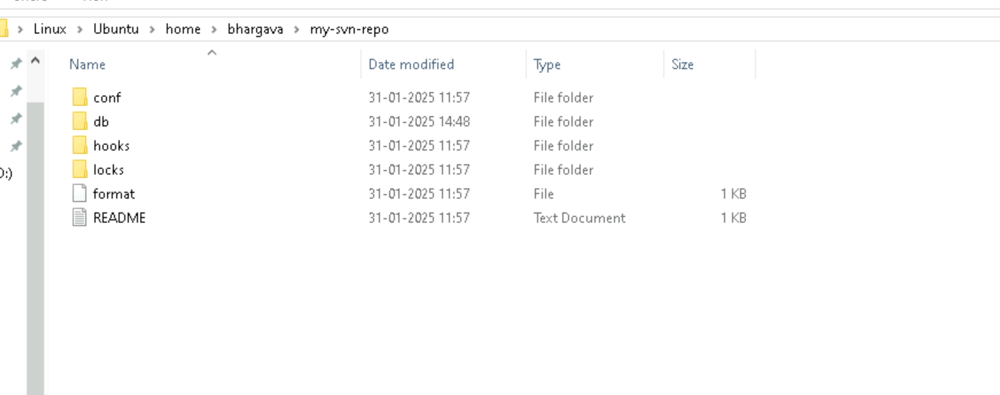 Linux > Ubuntu > home > bhargava > my-svn-repo
Name Date modified Type Size
conf 31-01-2025 11:57 File folder
db 31-01-2025 14:48 File folder
hooks 31-01-2025 11:57 File folder
locks 31-01-2025 11:57 File folder
format 31-01-2025 11:57 File 1 KB
README 31-01-2025 11:57 Text Document 1 KB